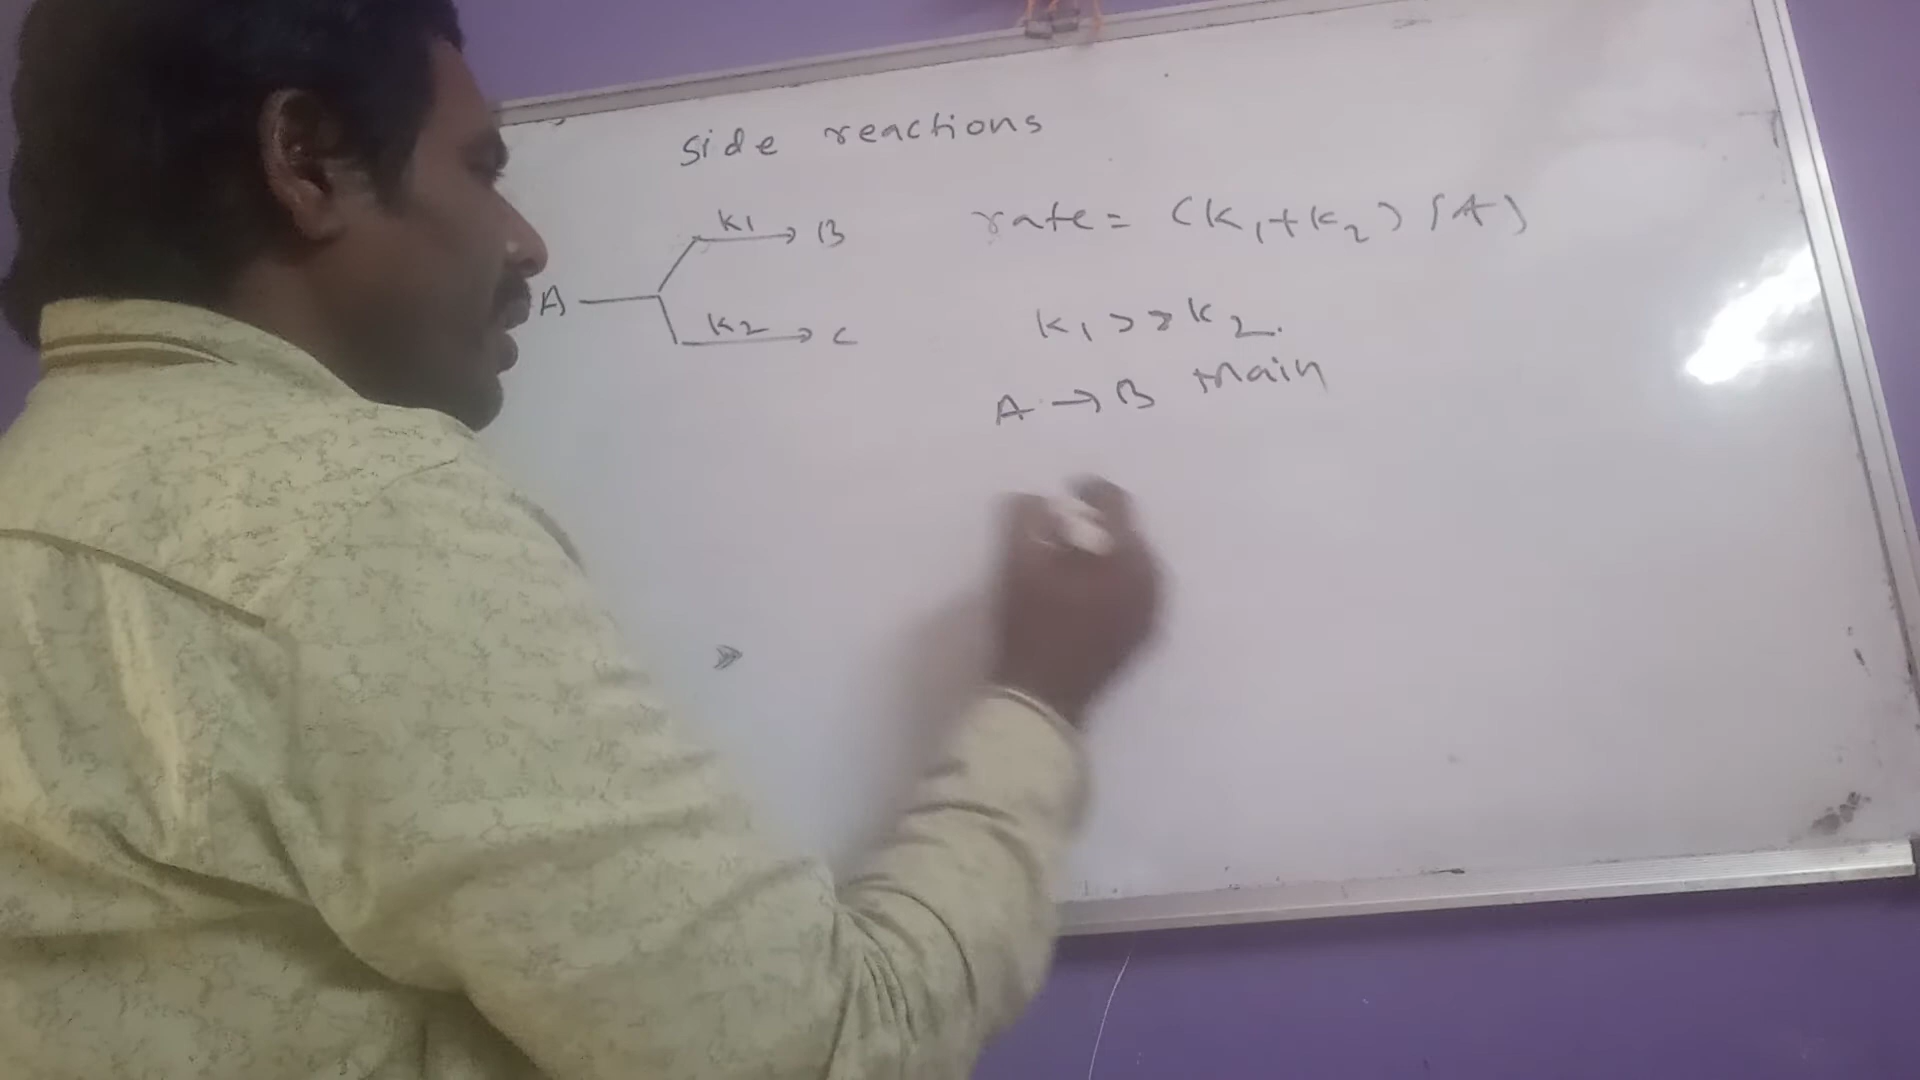 side reactions
k1 → B
A
k2 → c
rate = (K1+K2) [A]
K1 >> K2.
A → B Main